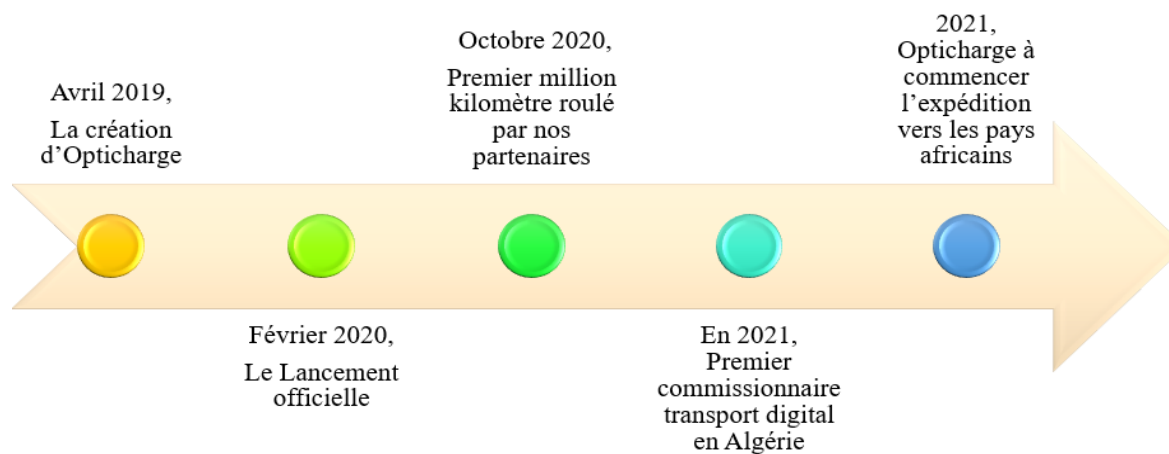 Avril 2019,
La création
d’Opticharge
Février 2020,
Le Lancement
officielle
Octobre 2020,
Premier million
kilomètre roulé
par nos
partenaires
En 2021,
Premier
commissionnaire
transport digital
en Algérie
2021,
Opticharge à
commencer
l’expédition
vers les pays
africains